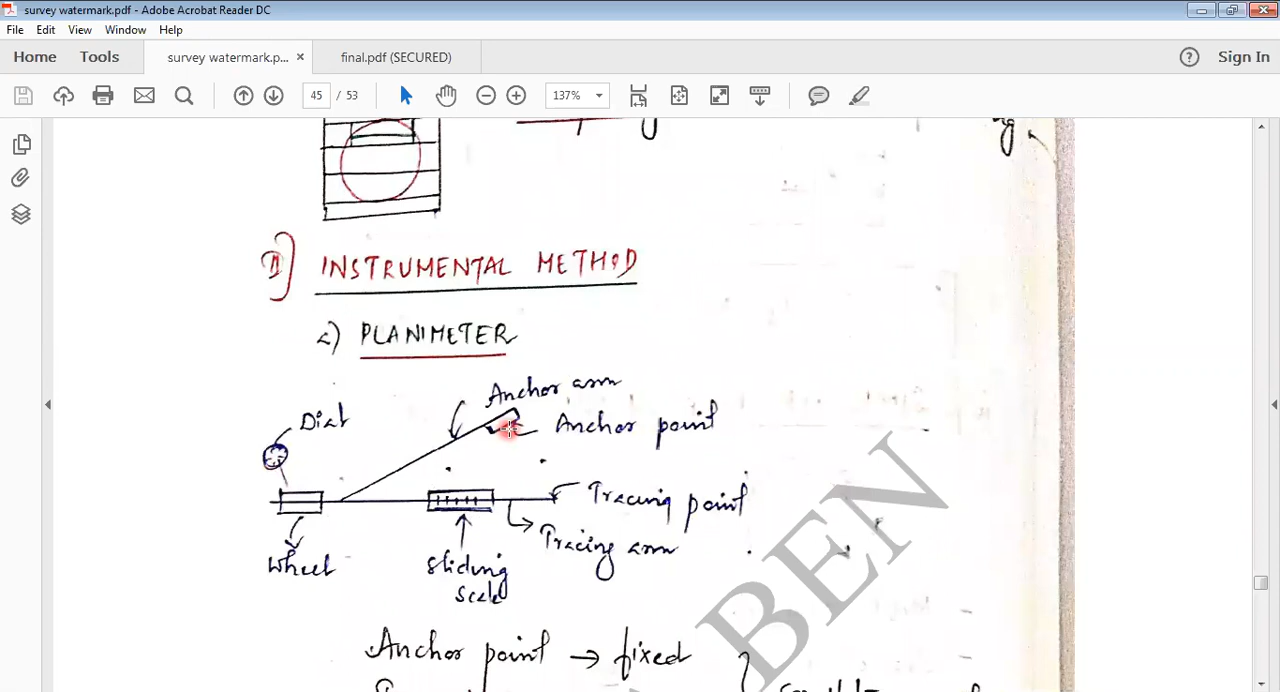 survey watermark.pdf - Adobe Acrobat Reader DC
File Edit View Window Help
Home Tools survey watermark.p... × final.pdf (SECURED) Sign In
45 / 53 137%
II) INSTRUMENTAL METHOD
a) PLANIMETER
Anchor arm
Dial
Anchor point
Tracing point
Tracing arm
Wheel
Sliding
Scale
BEN
Anchor point → fixed